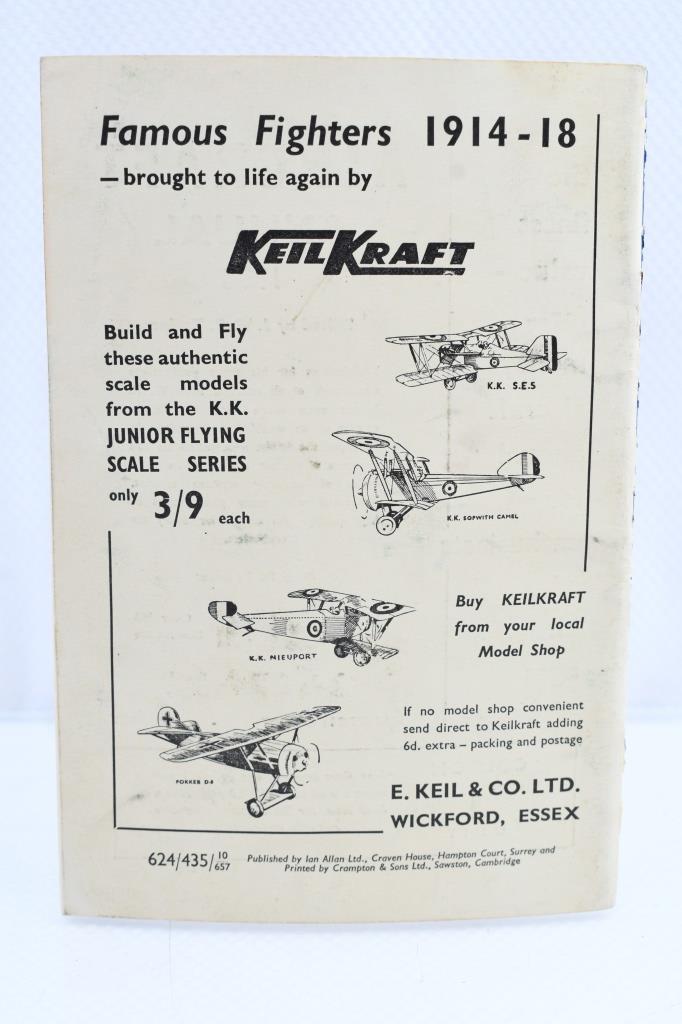 Famous Fighters 1914-18
—brought to life again by
KEILKRAFT
Build and Fly
these authentic
scale models
from the K.K.
JUNIOR FLYING
SCALE SERIES
only 3/9 each
K.K. S.E.5
K.K. SOPWITH CAMEL
K.K. NIEUPORT
Buy KEILKRAFT
from your local
Model Shop
FOKKER D-8
If no model shop convenient
send direct to Keilkraft adding
6d. extra – packing and postage
E. KEIL & CO. LTD.
WICKFORD, ESSEX
624/435/10/657
Published by Ian Allan Ltd., Craven House, Hampton Court, Surrey and
Printed by Crampton & Sons Ltd., Sawston, Cambridge